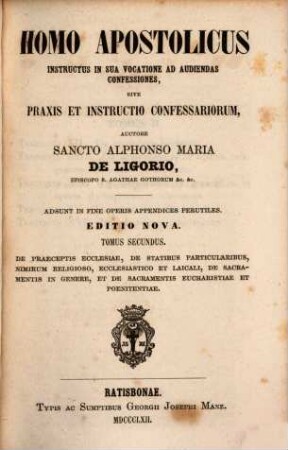 HOMO APOSTOLICUS
INSTRUCTUS IN SUA VOCATIONE AD AUDIENDAS
CONFESSIONES,
SIVE
PRAXIS ET INSTRUCTIO CONFESSARIORUM,
AUCTORE
SANCTO ALPHONSO MARIA
DE LIGORIO,
EPISCOPO S. AGATHAE GOTHORUM &c. &c.
ADSUNT IN FINE OPERIS APPENDICES PERUTILES.
EDITIO NOVA.
TOMUS SECUNDUS.
DE PRAECEPTIS ECCLESIAE, DE STATIBUS PARTICULARIBUS,
NIMIRUM RELIGIOSO, ECCLESIASTICO ET LAICALI, DE SACRA-
MENTIS IN GENERE, ET DE SACRAMENTIS EUCHARISTIAE ET
POENITENTIAE.
RATISBONAE.
TYPIS AC SUMPTIBUS GEORGII JOSEPHI MANZ.
MDCCCLXII.